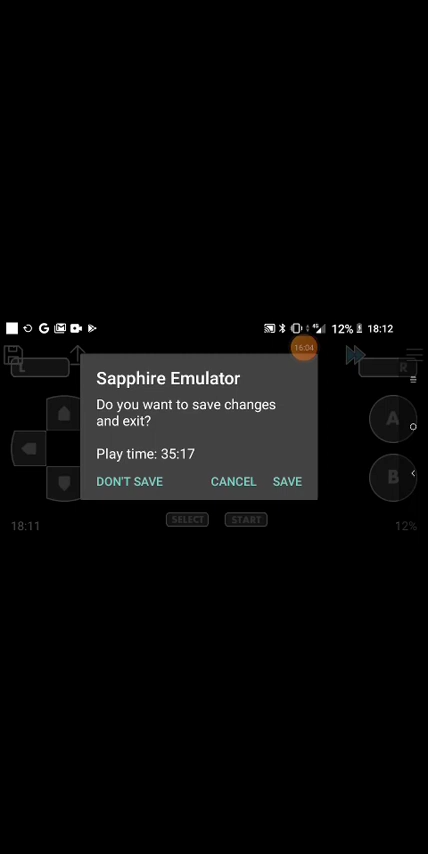 12% 18:12
16:04
L
R
Sapphire Emulator
Do you want to save changes
and exit?
Play time: 35:17
DON'T SAVE CANCEL SAVE
A
B
18:11
SELECT START
12%